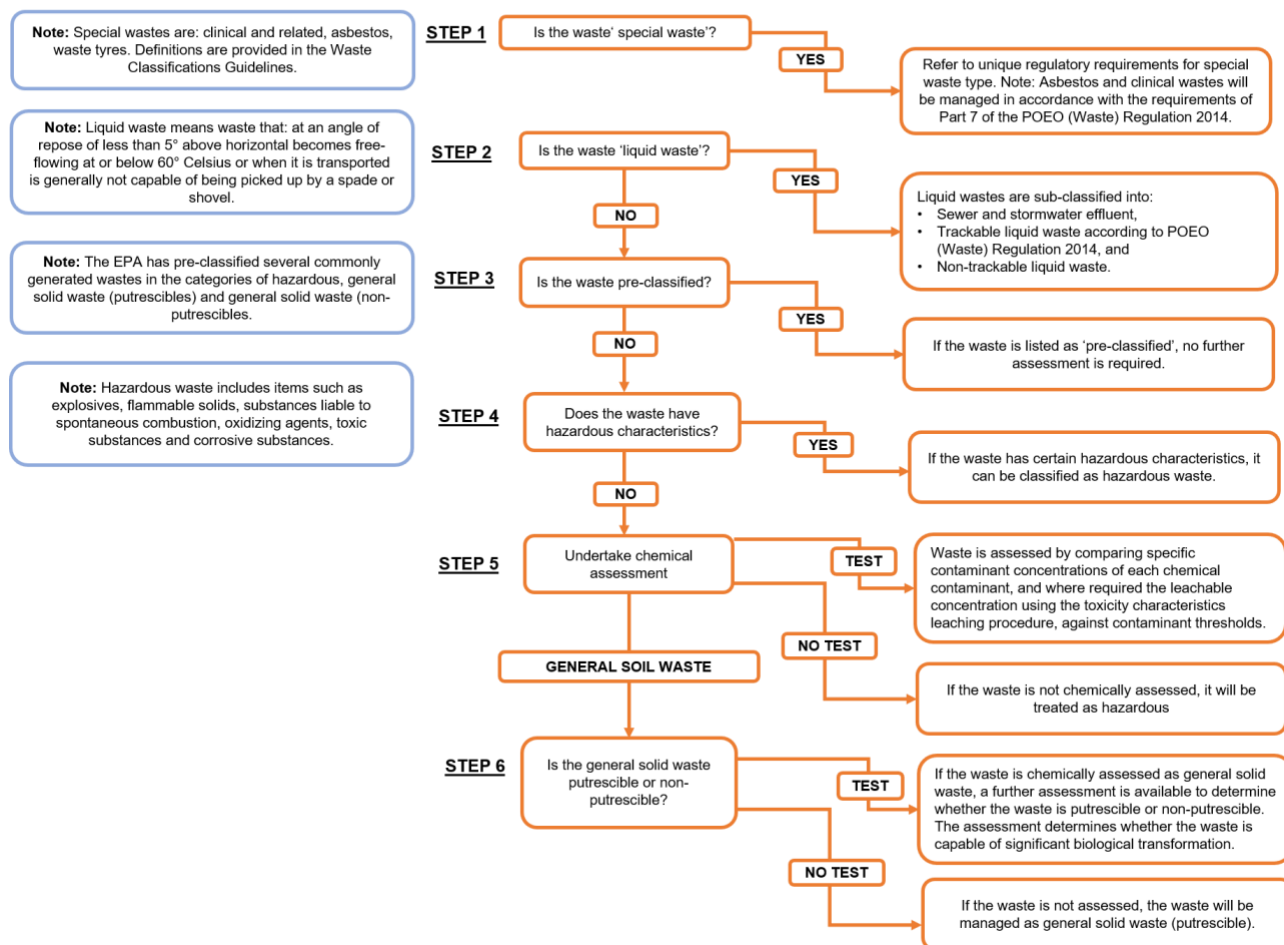 Note: Special wastes are: clinical and related, asbestos,
waste tyres. Definitions are provided in the Waste
Classifications Guidelines.
STEP 1
Is the waste‘ special waste’?
YES
Refer to unique regulatory requirements for special
waste type. Note: Asbestos and clinical wastes will
be managed in accordance with the requirements of
Part 7 of the POEO (Waste) Regulation 2014.
Note: Liquid waste means waste that: at an angle of
repose of less than 5° above horizontal becomes free-
flowing at or below 60° Celsius or when it is transported
is generally not capable of being picked up by a spade or
shovel.
STEP 2
Is the waste ‘liquid waste’?
YES
NO
Liquid wastes are sub-classified into:
• Sewer and stormwater effluent,
• Trackable liquid waste according to POEO
(Waste) Regulation 2014, and
• Non-trackable liquid waste.
Note: The EPA has pre-classified several commonly
generated wastes in the categories of hazardous, general
solid waste (putrescibles) and general solid waste (non-
putrescibles.
STEP 3
Is the waste pre-classified?
YES
NO
If the waste is listed as ‘pre-classified’, no further
assessment is required.
Note: Hazardous waste includes items such as
explosives, flammable solids, substances liable to
spontaneous combustion, oxidizing agents, toxic
substances and corrosive substances.
STEP 4
Does the waste have
hazardous characteristics?
YES
NO
If the waste has certain hazardous characteristics, it
can be classified as hazardous waste.
STEP 5
Undertake chemical
assessment
TEST
Waste is assessed by comparing specific
contaminant concentrations of each chemical
contaminant, and where required the leachable
concentration using the toxicity characteristics
leaching procedure, against contaminant thresholds.
NO TEST
GENERAL SOIL WASTE
If the waste is not chemically assessed, it will be
treated as hazardous
STEP 6
Is the general solid waste
putrescible or non-
putrescible?
TEST
If the waste is chemically assessed as general solid
waste, a further assessment is available to determine
whether the waste is putrescible or non-putrescible.
The assessment determines whether the waste is
capable of significant biological transformation.
NO TEST
If the waste is not assessed, the waste will be
managed as general solid waste (putrescible).